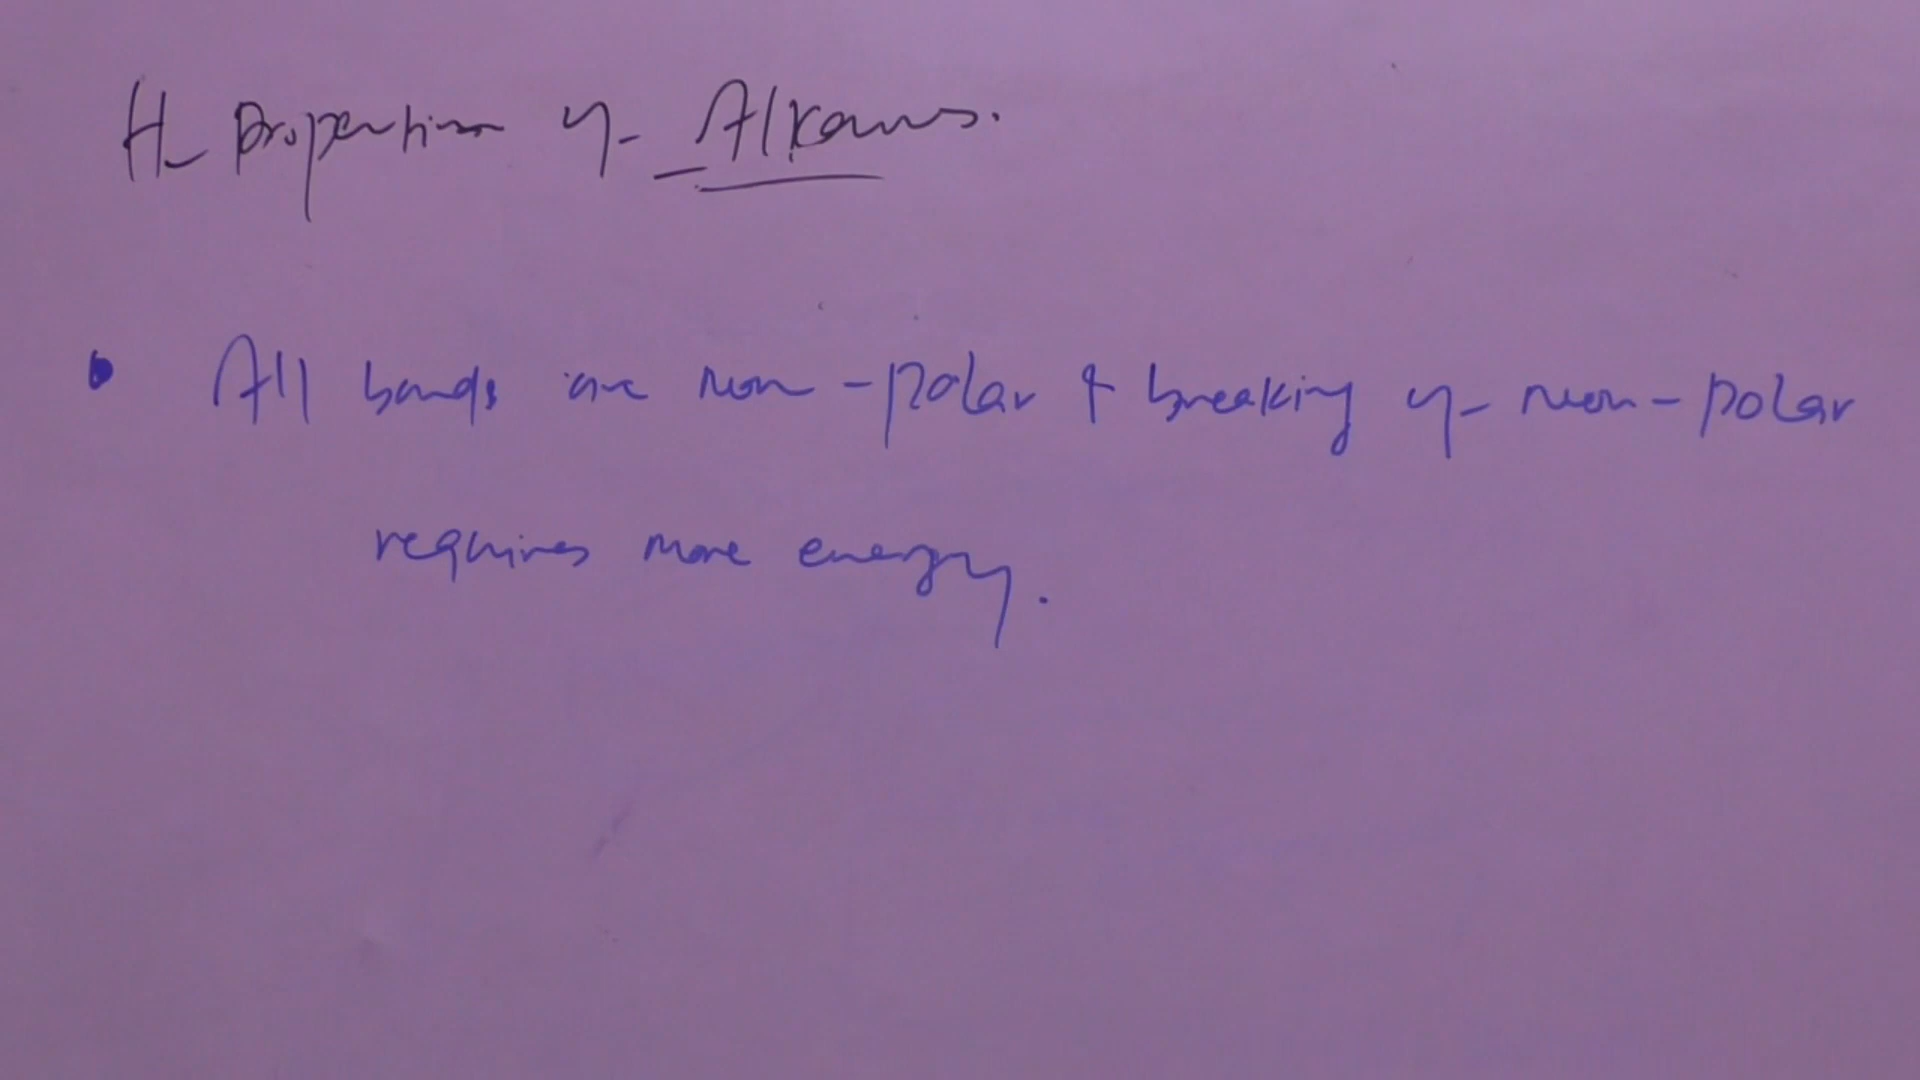 The properties of Alkanes.
• All bonds are non-polar & breaking of non-polar
requires more energy.